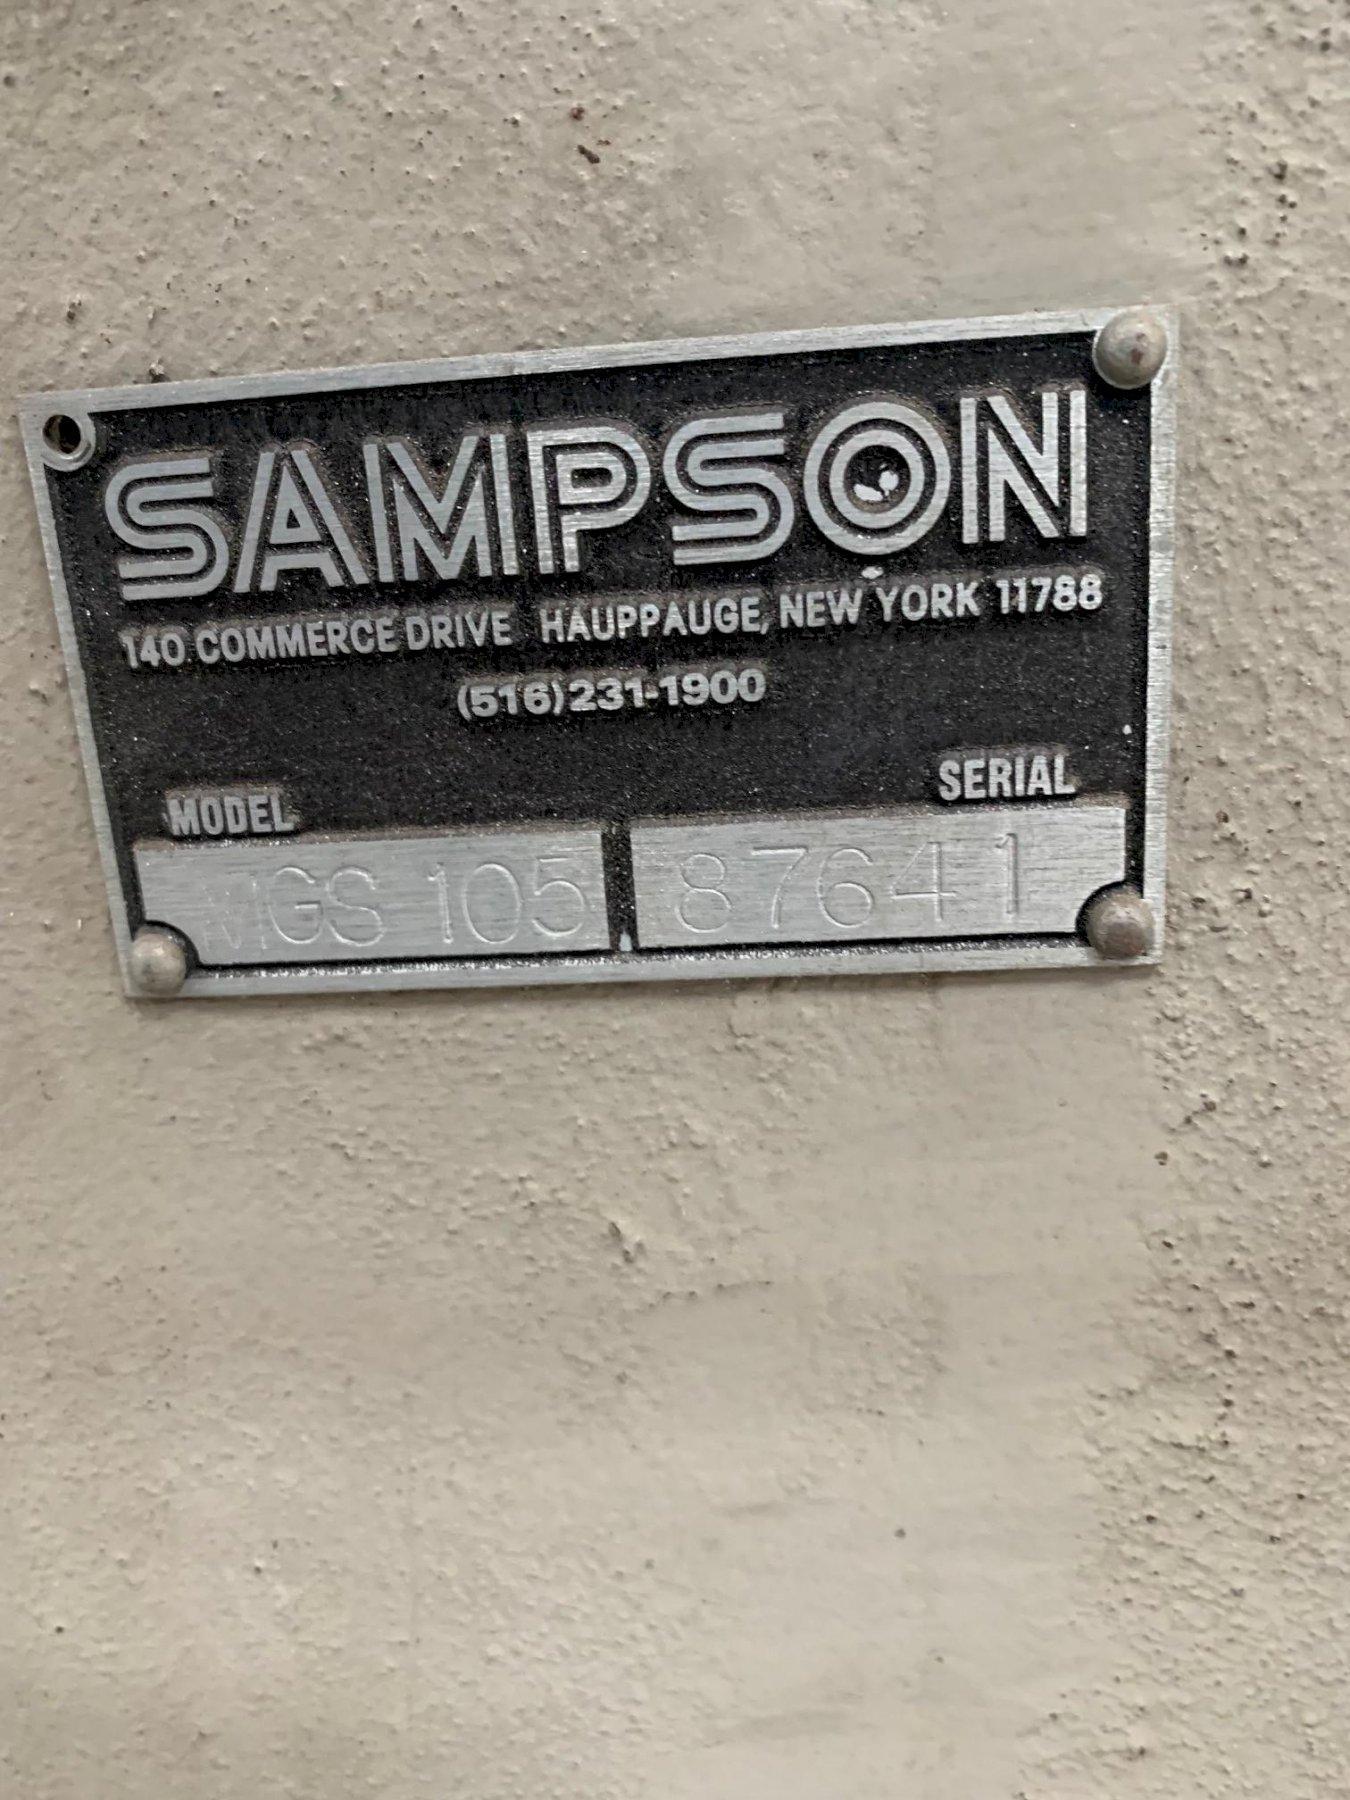 SAMPSON
140 COMMERCE DRIVE HAUPPAUGE, NEW YORK 11788
(516)231-1900
MODEL SERIAL
MGS 105 87641